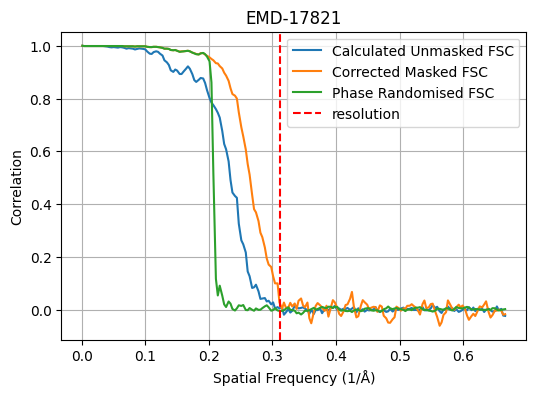 EMD-17821
1.0
0.8
0.6
0.4
0.2
0.0
Correlation
Calculated Unmasked FSC
Corrected Masked FSC
Phase Randomised FSC
resolution
0.0 0.1 0.2 0.3 0.4 0.5 0.6
Spatial Frequency (1/Å)